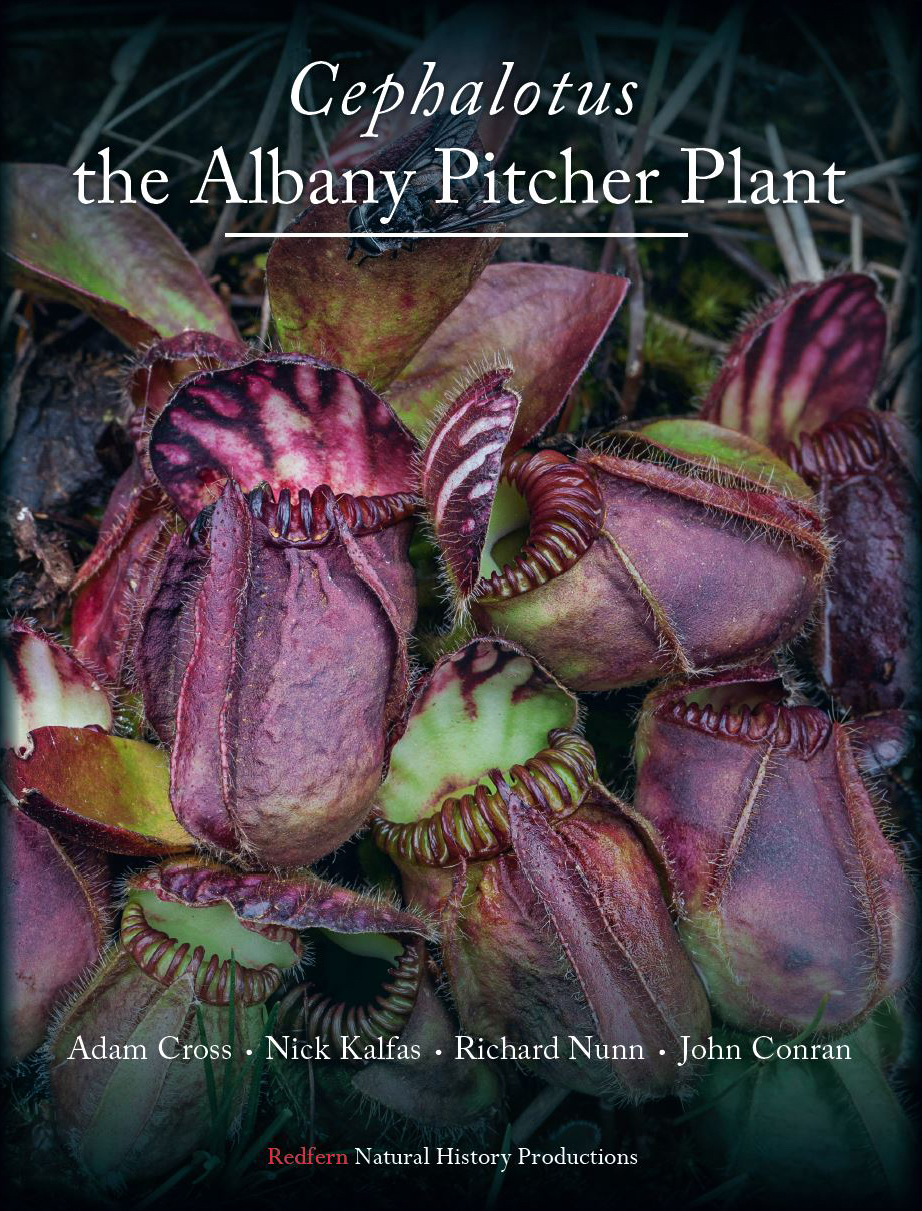 Cephalotus
the Albany Pitcher Plant
Adam Cross • Nick Kalfas • Richard Nunn • John Conran
Redfern Natural History Productions